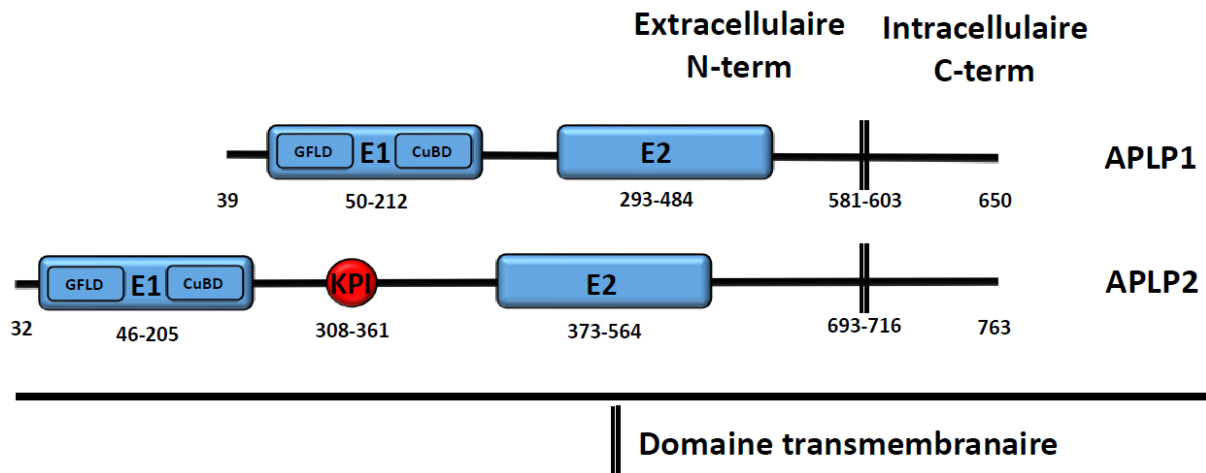 Extracellulaire Intracellulaire
N-term C-term
GFLD E1 CuBD E2 APLP1
39 50-212 293-484 581-603 650
GFLD E1 CuBD KPI E2 APLP2
32 46-205 308-361 373-564 693-716 763
Domaine transmembranaire